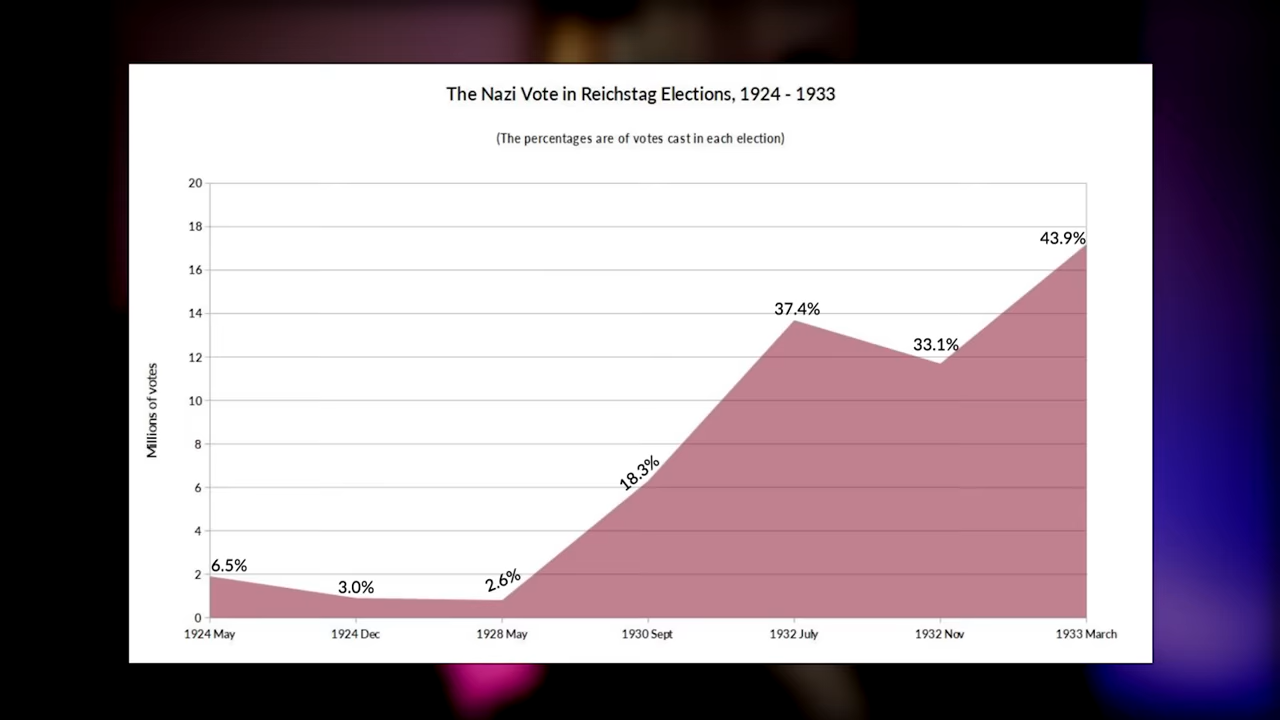 The Nazi Vote in Reichstag Elections, 1924 - 1933
(The percentages are of votes cast in each election)
Millions of votes
20
18
16
14
12
10
8
6
4
2
0
6.5%
3.0%
2.6%
18.3%
37.4%
33.1%
43.9%
1924 May
1924 Dec
1928 May
1930 Sept
1932 July
1932 Nov
1933 March